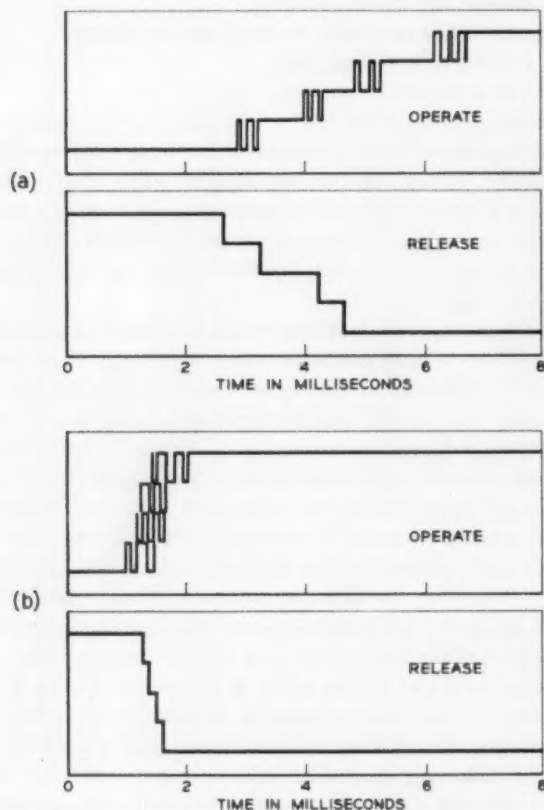 OPERATE
(a)
RELEASE
0 2 4 6 8
TIME IN MILLISECONDS
OPERATE
(b)
RELEASE
0 2 4 6 8
TIME IN MILLISECONDS